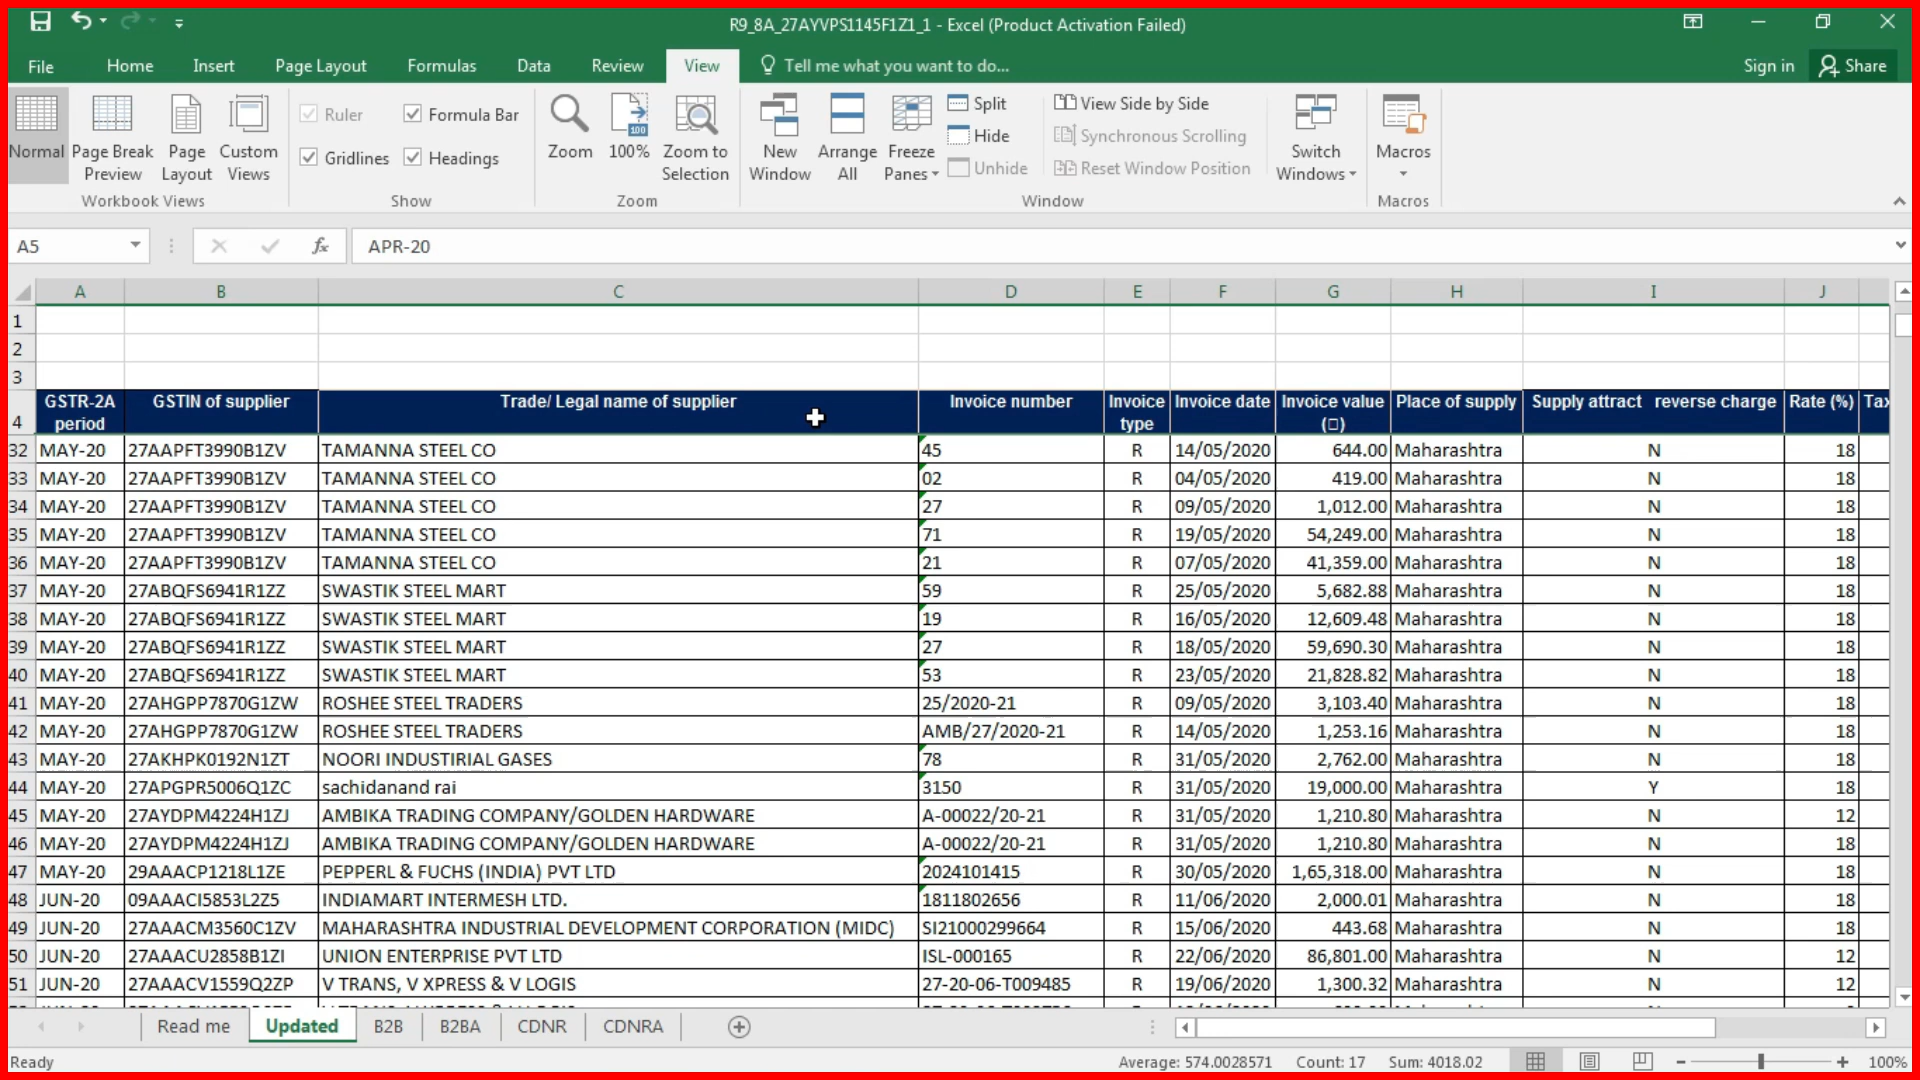 R9_8A_27AYVPS1145F1Z1_1 - Excel (Product Activation Failed)
File Home Insert Page Layout Formulas Data Review View Tell me what you want to do... Sign in Share
Normal Page Break Preview Page Layout Custom Views
Workbook Views
Ruler Formula Bar
Gridlines Headings
Show
Zoom 100% Zoom to Selection
Zoom
New Window Arrange All Freeze Panes
Split
Hide
Unhide
View Side by Side
Synchronous Scrolling
Reset Window Position
Switch Windows
Window
Macros
Macros
A5 fx APR-20
A B C D E F G H I J
1
2
3
4 GSTR-2A period GSTIN of supplier Trade/ Legal name of supplier Invoice number Invoice type Invoice date Invoice value (▯) Place of supply Supply attract reverse charge Rate (%) Tax
32 MAY-20 27AAPFT3990B1ZV TAMANNA STEEL CO 45 R 14/05/2020 644.00 Maharashtra N 18
33 MAY-20 27AAPFT3990B1ZV TAMANNA STEEL CO 02 R 04/05/2020 419.00 Maharashtra N 18
34 MAY-20 27AAPFT3990B1ZV TAMANNA STEEL CO 27 R 09/05/2020 1,012.00 Maharashtra N 18
35 MAY-20 27AAPFT3990B1ZV TAMANNA STEEL CO 71 R 19/05/2020 54,249.00 Maharashtra N 18
36 MAY-20 27AAPFT3990B1ZV TAMANNA STEEL CO 21 R 07/05/2020 41,359.00 Maharashtra N 18
37 MAY-20 27ABQFS6941R1ZZ SWASTIK STEEL MART 59 R 25/05/2020 5,682.88 Maharashtra N 18
38 MAY-20 27ABQFS6941R1ZZ SWASTIK STEEL MART 19 R 16/05/2020 12,609.48 Maharashtra N 18
39 MAY-20 27ABQFS6941R1ZZ SWASTIK STEEL MART 27 R 18/05/2020 59,690.30 Maharashtra N 18
40 MAY-20 27ABQFS6941R1ZZ SWASTIK STEEL MART 53 R 23/05/2020 21,828.82 Maharashtra N 18
41 MAY-20 27AHGPP7870G1ZW ROSHEE STEEL TRADERS 25/2020-21 R 09/05/2020 3,103.40 Maharashtra N 18
42 MAY-20 27AHGPP7870G1ZW ROSHEE STEEL TRADERS AMB/27/2020-21 R 14/05/2020 1,253.16 Maharashtra N 18
43 MAY-20 27AKHPK0192N1ZT NOORI INDUSTIRIAL GASES 78 R 31/05/2020 2,762.00 Maharashtra N 18
44 MAY-20 27APGPR5006Q1ZC sachidanand rai 3150 R 31/05/2020 19,000.00 Maharashtra Y 18
45 MAY-20 27AYDPM4224H1ZJ AMBIKA TRADING COMPANY/GOLDEN HARDWARE A-00022/20-21 R 31/05/2020 1,210.80 Maharashtra N 12
46 MAY-20 27AYDPM4224H1ZJ AMBIKA TRADING COMPANY/GOLDEN HARDWARE A-00022/20-21 R 31/05/2020 1,210.80 Maharashtra N 18
47 MAY-20 29AAACP1218L1ZE PEPPERL & FUCHS (INDIA) PVT LTD 2024101415 R 30/05/2020 1,65,318.00 Maharashtra N 18
48 JUN-20 09AAACI5853L2Z5 INDIAMART INTERMESH LTD. 1811802656 R 11/06/2020 2,000.01 Maharashtra N 18
49 JUN-20 27AAACM3560C1ZV MAHARASHTRA INDUSTRIAL DEVELOPMENT CORPORATION (MIDC) SI21000299664 R 15/06/2020 443.68 Maharashtra N 18
50 JUN-20 27AAACU2858B1ZI UNION ENTERPRISE PVT LTD ISL-000165 R 22/06/2020 86,801.00 Maharashtra N 12
51 JUN-20 27AAACV1559Q2ZP V TRANS, V XPRESS & V LOGIS 27-20-06-T009485 R 19/06/2020 1,300.32 Maharashtra N 12
Read me Updated B2B B2BA CDNR CDNRA
Ready Average: 574.0028571 Count: 17 Sum: 4018.02 100%